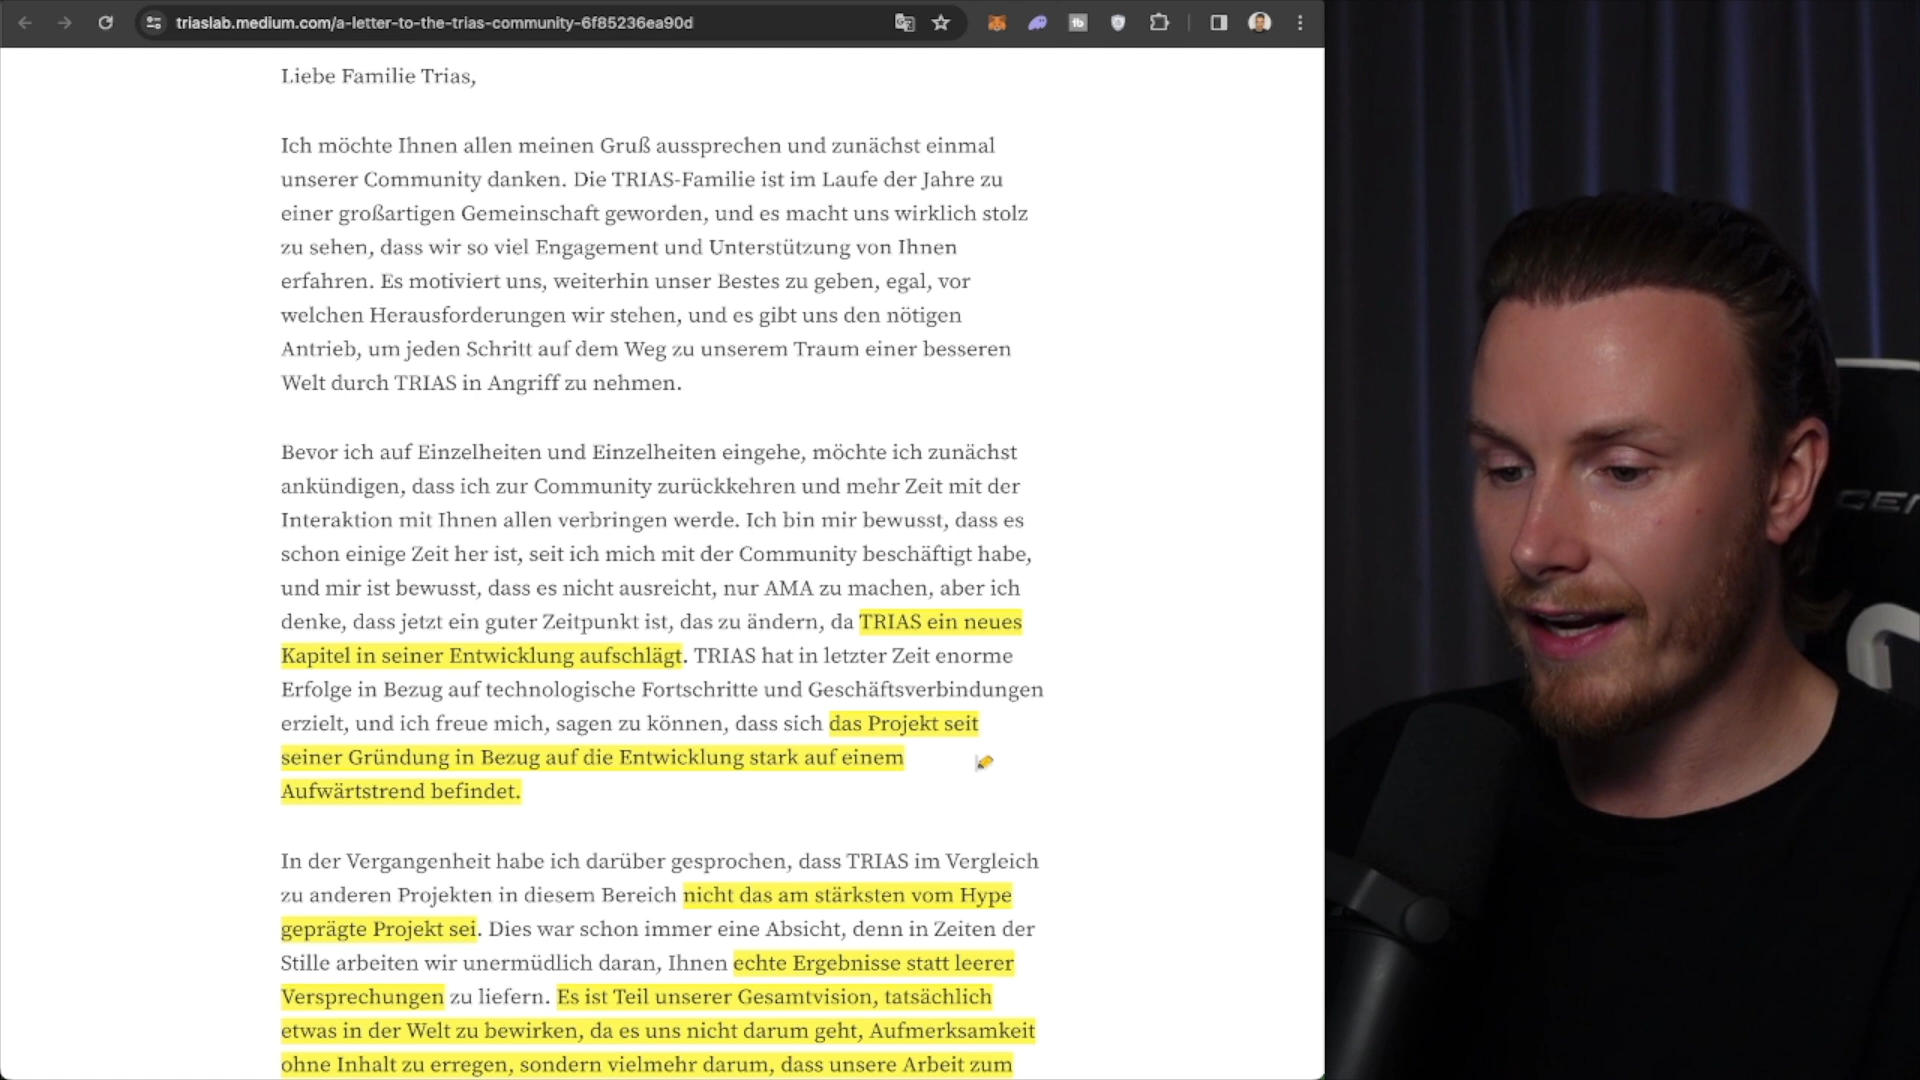 triaslab.medium.com/a-letter-to-the-trias-community-6f85236ea90d
Liebe Familie Trias,
Ich möchte Ihnen allen meinen Gruß aussprechen und zunächst einmal
unserer Community danken. Die TRIAS-Familie ist im Laufe der Jahre zu
einer großartigen Gemeinschaft geworden, und es macht uns wirklich stolz
zu sehen, dass wir so viel Engagement und Unterstützung von Ihnen
erfahren. Es motiviert uns, weiterhin unser Bestes zu geben, egal, vor
welchen Herausforderungen wir stehen, und es gibt uns den nötigen
Antrieb, um jeden Schritt auf dem Weg zu unserem Traum einer besseren
Welt durch TRIAS in Angriff zu nehmen.
Bevor ich auf Einzelheiten und Einzelheiten eingehe, möchte ich zunächst
ankündigen, dass ich zur Community zurückkehren und mehr Zeit mit der
Interaktion mit Ihnen allen verbringen werde. Ich bin mir bewusst, dass es
schon einige Zeit her ist, seit ich mich mit der Community beschäftigt habe,
und mir ist bewusst, dass es nicht ausreicht, nur AMA zu machen, aber ich
denke, dass jetzt ein guter Zeitpunkt ist, das zu ändern, da TRIAS ein neues
Kapitel in seiner Entwicklung aufschlägt. TRIAS hat in letzter Zeit enorme
Erfolge in Bezug auf technologische Fortschritte und Geschäftsverbindungen
erzielt, und ich freue mich, sagen zu können, dass sich das Projekt seit
seiner Gründung in Bezug auf die Entwicklung stark auf einem
Aufwärtstrend befindet.
In der Vergangenheit habe ich darüber gesprochen, dass TRIAS im Vergleich
zu anderen Projekten in diesem Bereich nicht das am stärksten vom Hype
geprägte Projekt sei. Dies war schon immer eine Absicht, denn in Zeiten der
Stille arbeiten wir unermüdlich daran, Ihnen echte Ergebnisse statt leerer
Versprechungen zu liefern. Es ist Teil unserer Gesamtvision, tatsächlich
etwas in der Welt zu bewirken, da es uns nicht darum geht, Aufmerksamkeit
ohne Inhalt zu erregen, sondern vielmehr darum, dass unsere Arbeit zum